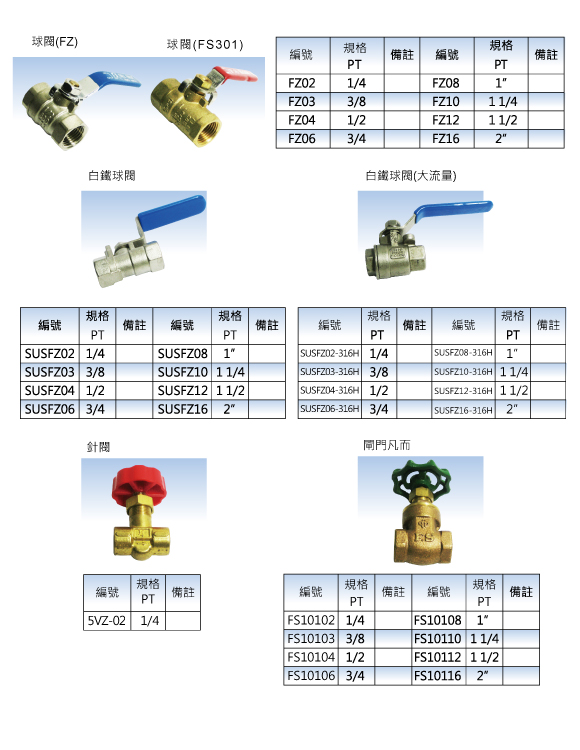 球閥(FZ)
球閥(FS301)
編號 規格 PT 備註 編號 規格 PT 備註
FZ02 1/4 FZ08 1"
FZ03 3/8 FZ10 1 1/4
FZ04 1/2 FZ12 1 1/2
FZ06 3/4 FZ16 2"
白鐵球閥
編號 規格 PT 備註 編號 規格 PT 備註
SUSFZ02 1/4 SUSFZ08 1"
SUSFZ03 3/8 SUSFZ10 1 1/4
SUSFZ04 1/2 SUSFZ12 1 1/2
SUSFZ06 3/4 SUSFZ16 2"
白鐵球閥(大流量)
編號 規格 PT 備註 編號 規格 PT 備註
SUSFZ02-316H 1/4 SUSFZ08-316H 1"
SUSFZ03-316H 3/8 SUSFZ10-316H 1 1/4
SUSFZ04-316H 1/2 SUSFZ12-316H 1 1/2
SUSFZ06-316H 3/4 SUSFZ16-316H 2"
針閥
編號 規格 PT 備註
5VZ-02 1/4
閘門凡而
編號 規格 PT 備註 編號 規格 PT 備註
FS10102 1/4 FS10108 1"
FS10103 3/8 FS10110 1 1/4
FS10104 1/2 FS10112 1 1/2
FS10106 3/4 FS10116 2"